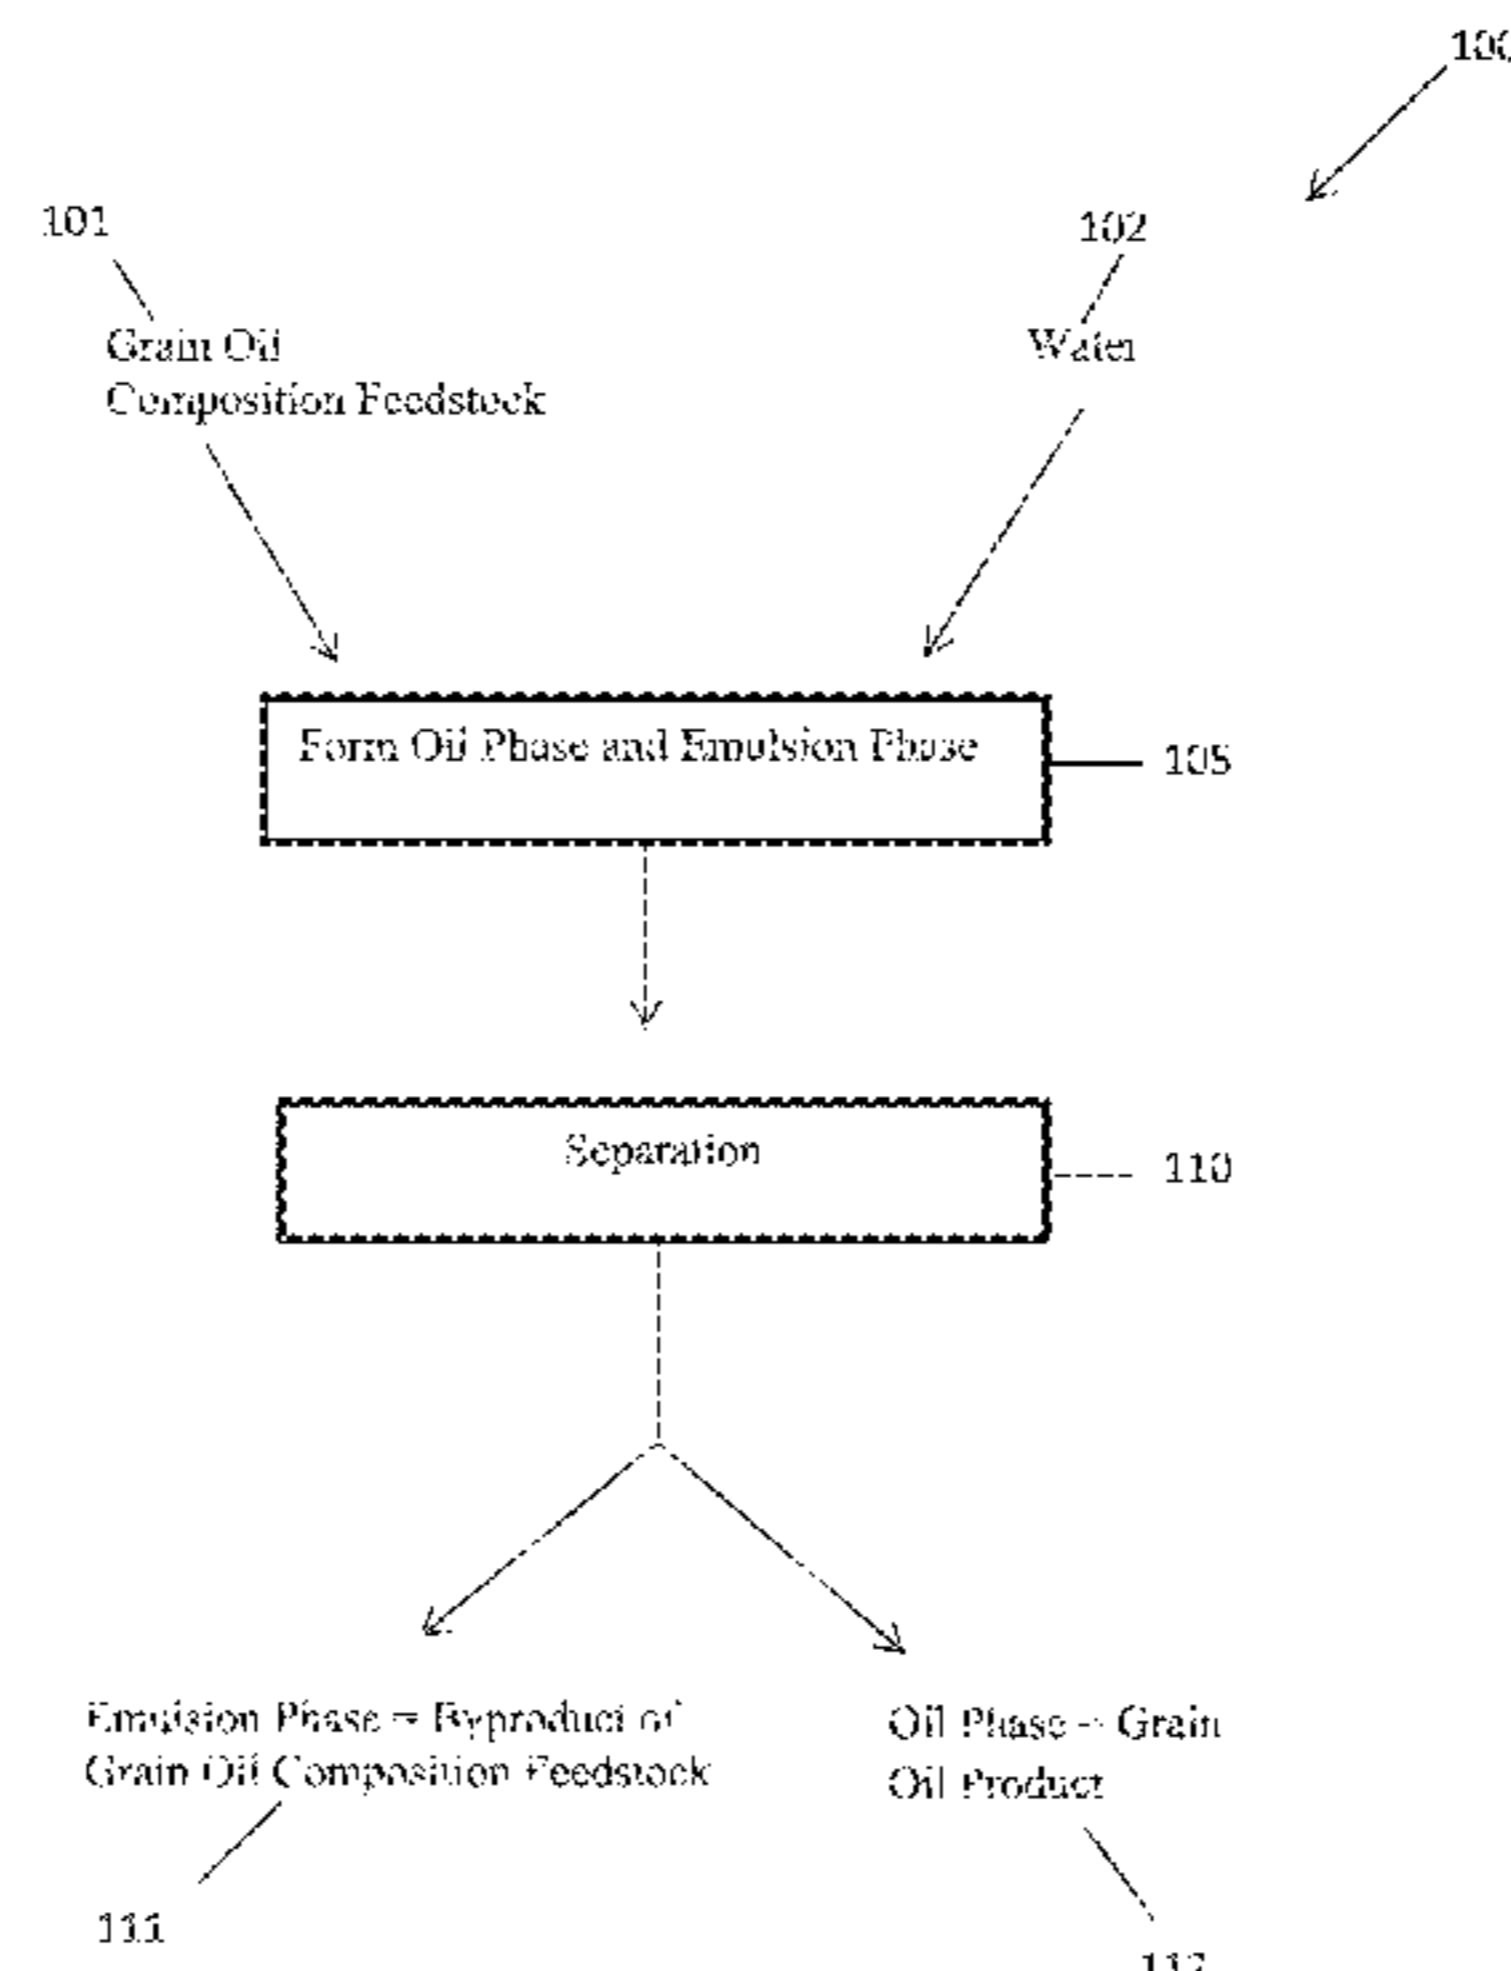 100
101
102
Grain Oil
Composition Feedstock
Water
Form Oil Phase and Emulsion Phase
105
Separation
110
Emulsion Phase = Byproduct of
Grain Oil Composition Feedstock
Oil Phase = Grain
Oil Product
111